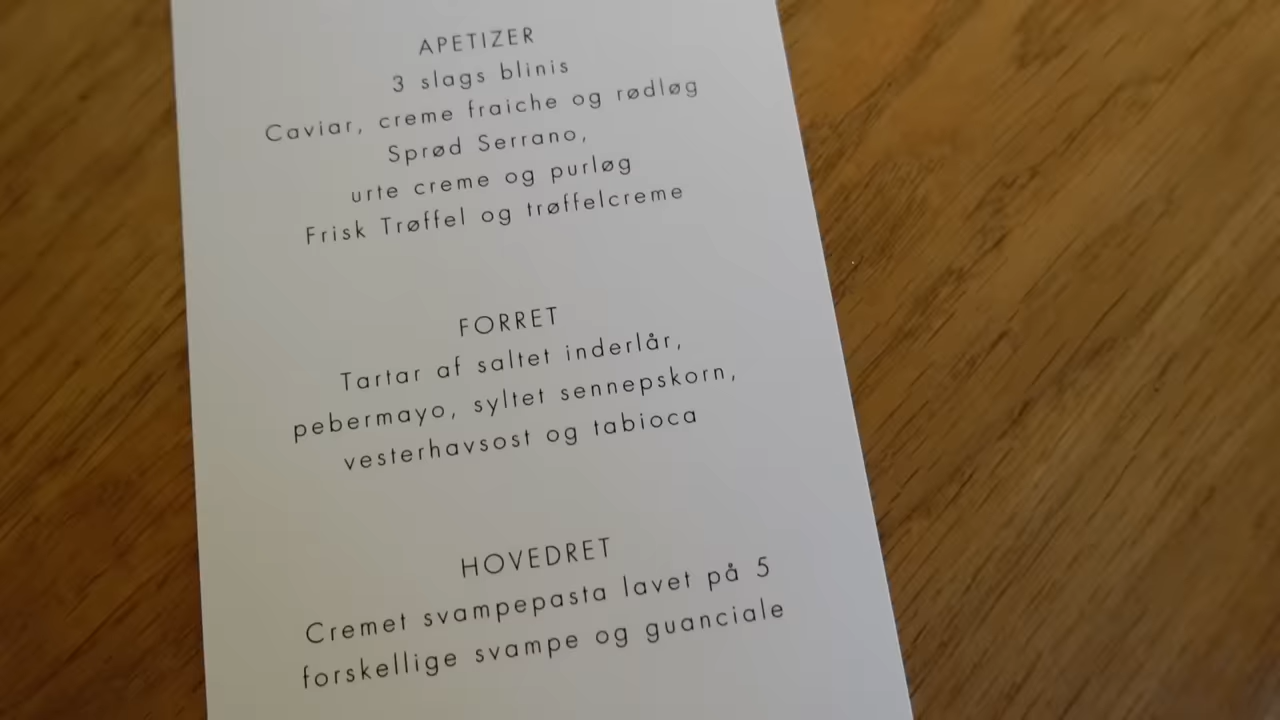 APETIZER
3 slags blinis
Caviar, creme fraiche og rødløg
Sprød Serrano,
urte creme og purløg
Frisk Trøffel og trøffelcreme
FORRET
Tartar af saltet inderlår,
pebermayo, syltet sennepskorn,
vesterhavsost og tabioca
HOVEDRET
Cremet svampepasta lavet på 5
forskellige svampe og guanciale